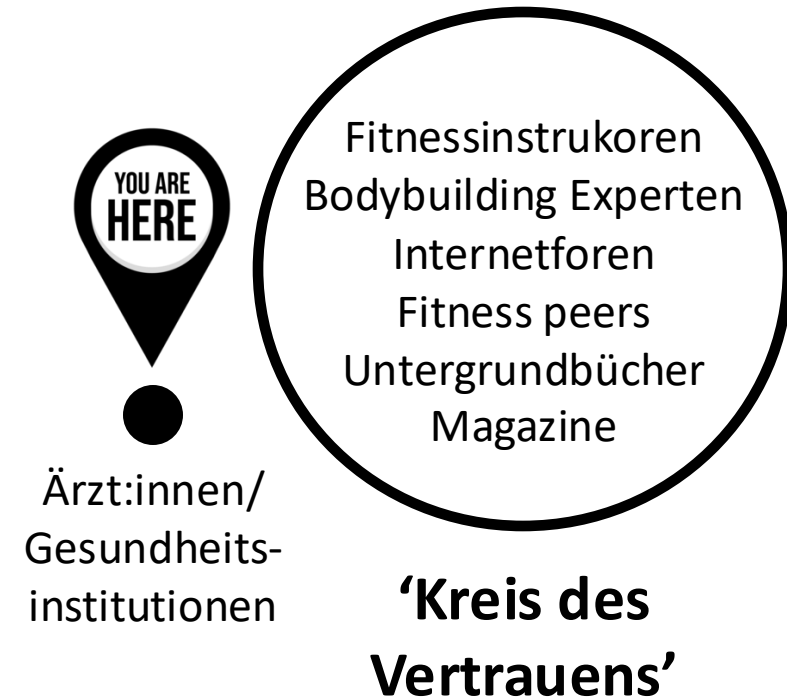 YOU ARE
HERE
Ärzt:innen/
Gesundheits-
institutionen
Fitnessinstrukoren
Bodybuilding Experten
Internetforen
Fitness peers
Untergrundbücher
Magazine
‘Kreis des
Vertrauens’